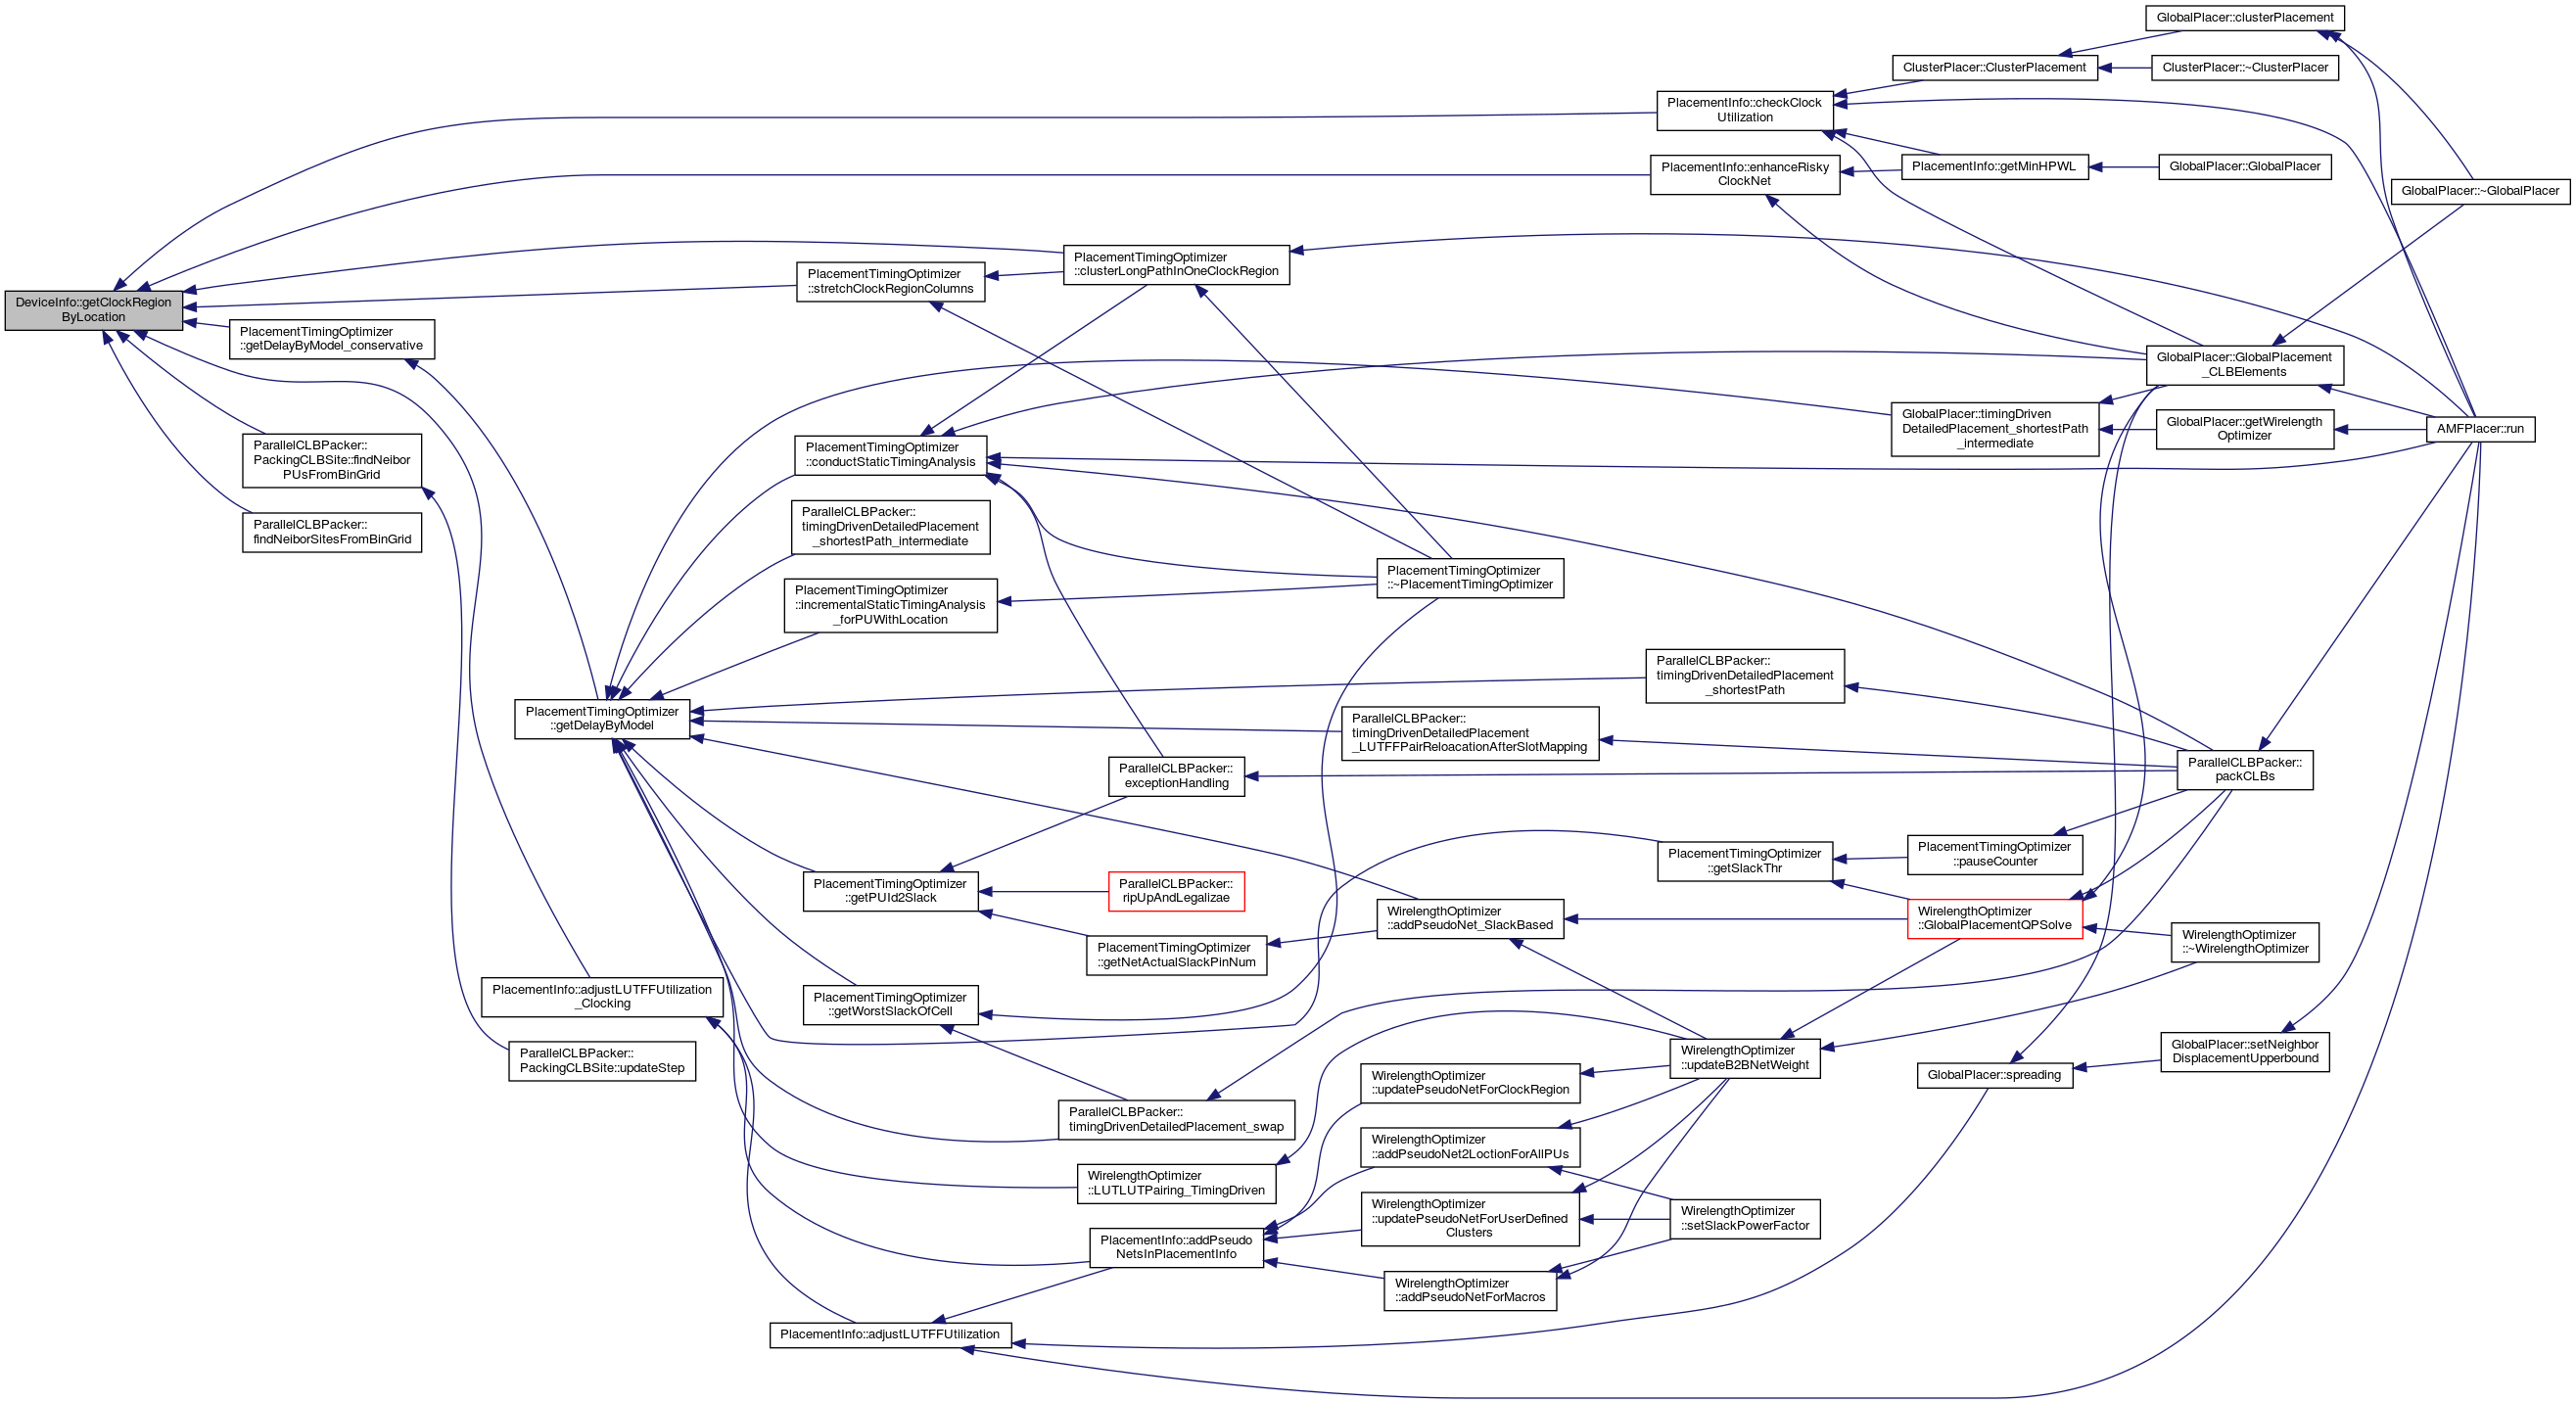 DeviceInfo::getClockRegion
ByLocation
PlacementTimingOptimizer
::getDelayByModel_conservative
ParallelCLBPacker::
PackingCLBSite::findNeibor
PUsFromBinGrid
ParallelCLBPacker::
findNeiborSitesFromBinGrid
PlacementInfo::adjustLUTFFUtilization
_Clocking
ParallelCLBPacker::
PackingCLBSite::updateStep
PlacementTimingOptimizer
::getDelayByModel
PlacementTimingOptimizer
::stretchClockRegionColumns
PlacementTimingOptimizer
::conductStaticTimingAnalysis
ParallelCLBPacker::
timingDrivenDetailedPlacement
_shortestPath_intermediate
PlacementTimingOptimizer
::incrementalStaticTimingAnalysis
_forPUWithLocation
PlacementTimingOptimizer
::getPUId2Slack
PlacementTimingOptimizer
::getWorstSlackOfCell
PlacementInfo::adjustLUTFFUtilization
PlacementTimingOptimizer
::clusterLongPathInOneClockRegion
ParallelCLBPacker::
exceptionHandling
ParallelCLBPacker::
ripUpAndLegalizae
PlacementTimingOptimizer
::getNetActualSlackPinNum
ParallelCLBPacker::
timingDrivenDetailedPlacement_swap
WirelengthOptimizer
::LUTLUTPairing_TimingDriven
PlacementInfo::addPseudo
NetsInPlacementInfo
PlacementTimingOptimizer
::~PlacementTimingOptimizer
ParallelCLBPacker::
timingDrivenDetailedPlacement
_LUTFFPairReloacationAfterSlotMapping
WirelengthOptimizer
::addPseudoNet_SlackBased
WirelengthOptimizer
::updatePseudoNetForClockRegion
WirelengthOptimizer
::addPseudoNet2LoctionForAllPUs
WirelengthOptimizer
::updatePseudoNetForUserDefined
Clusters
WirelengthOptimizer
::addPseudoNetForMacros
PlacementInfo::checkClock
Utilization
PlacementInfo::enhanceRisky
ClockNet
ParallelCLBPacker::
timingDrivenDetailedPlacement
_shortestPath
PlacementTimingOptimizer
::getSlackThr
WirelengthOptimizer
::updateB2BNetWeight
WirelengthOptimizer
::setSlackPowerFactor
ClusterPlacer::ClusterPlacement
PlacementInfo::getMinHPWL
GlobalPlacer::timingDriven
DetailedPlacement_shortestPath
_intermediate
PlacementTimingOptimizer
::pauseCounter
WirelengthOptimizer
::GlobalPlacementQPSolve
GlobalPlacer::spreading
GlobalPlacer::clusterPlacement
ClusterPlacer::~ClusterPlacer
GlobalPlacer::GlobalPlacer
GlobalPlacer::GlobalPlacement
_CLBElements
GlobalPlacer::getWirelength
Optimizer
ParallelCLBPacker::
packCLBs
WirelengthOptimizer
::~WirelengthOptimizer
GlobalPlacer::setNeighbor
DisplacementUpperbound
GlobalPlacer::~GlobalPlacer
AMFPlacer::run